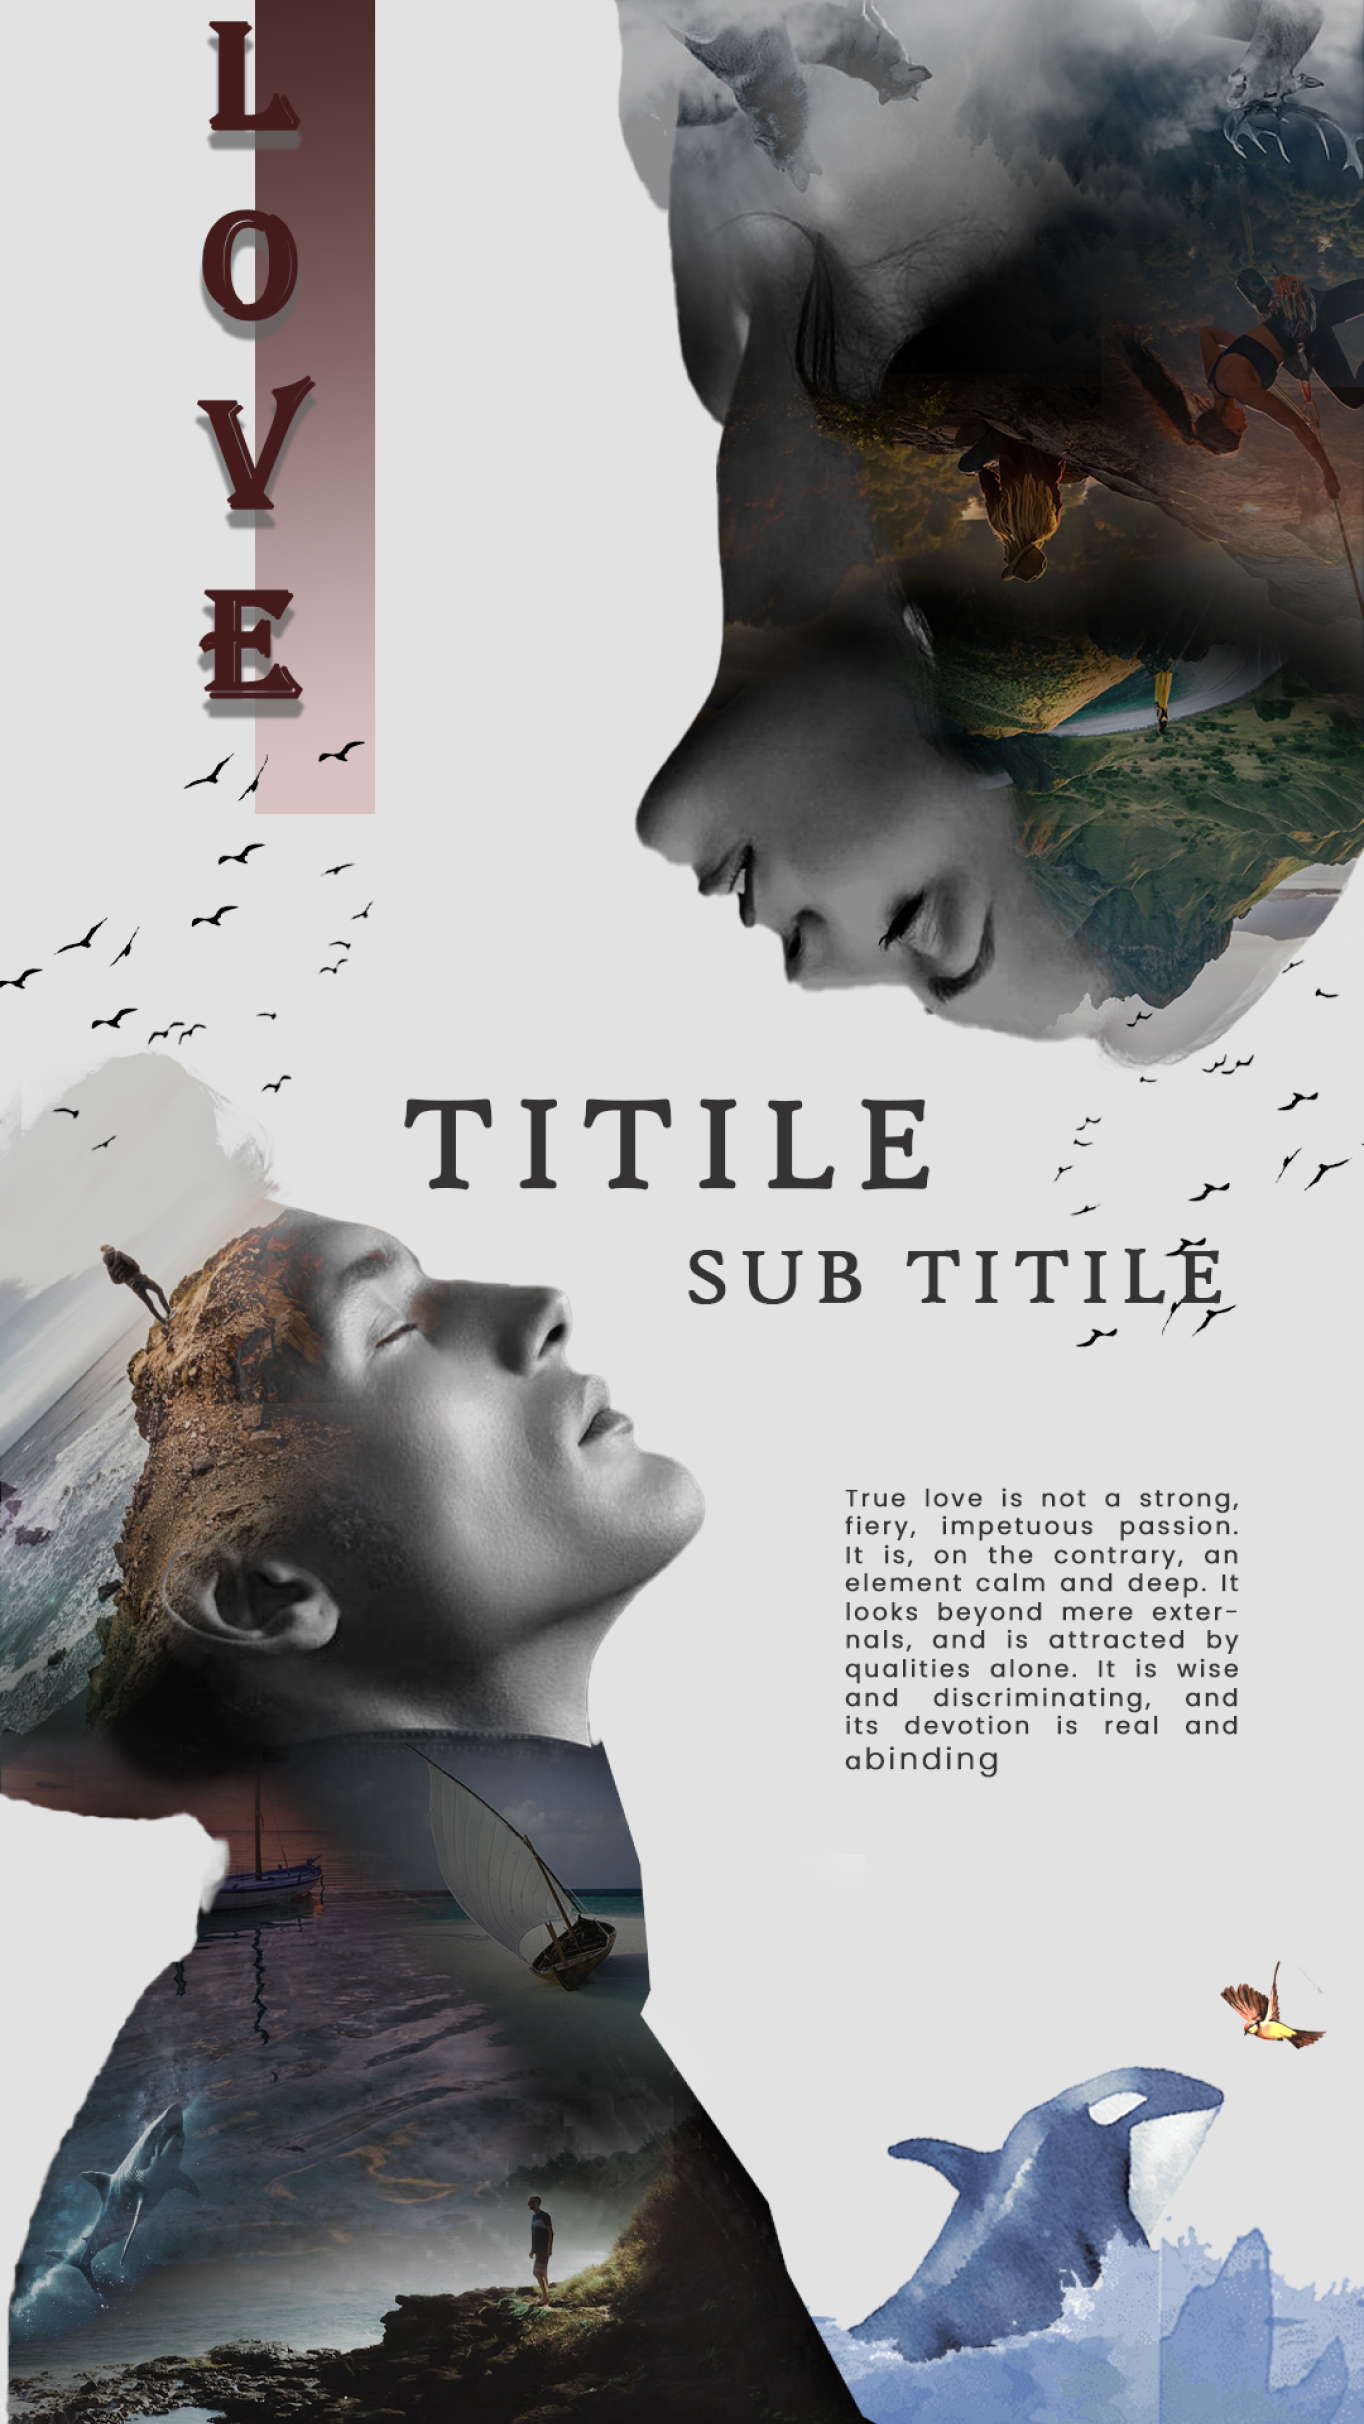 LOVE
TITILE
SUB TITILE
True love is not a strong,
fiery, impetuous passion.
It is, on the contrary, an
element calm and deep. It
looks beyond mere exter-
nals, and is attracted by
qualities alone. It is wise
and discriminating, and
its devotion is real and
abinding